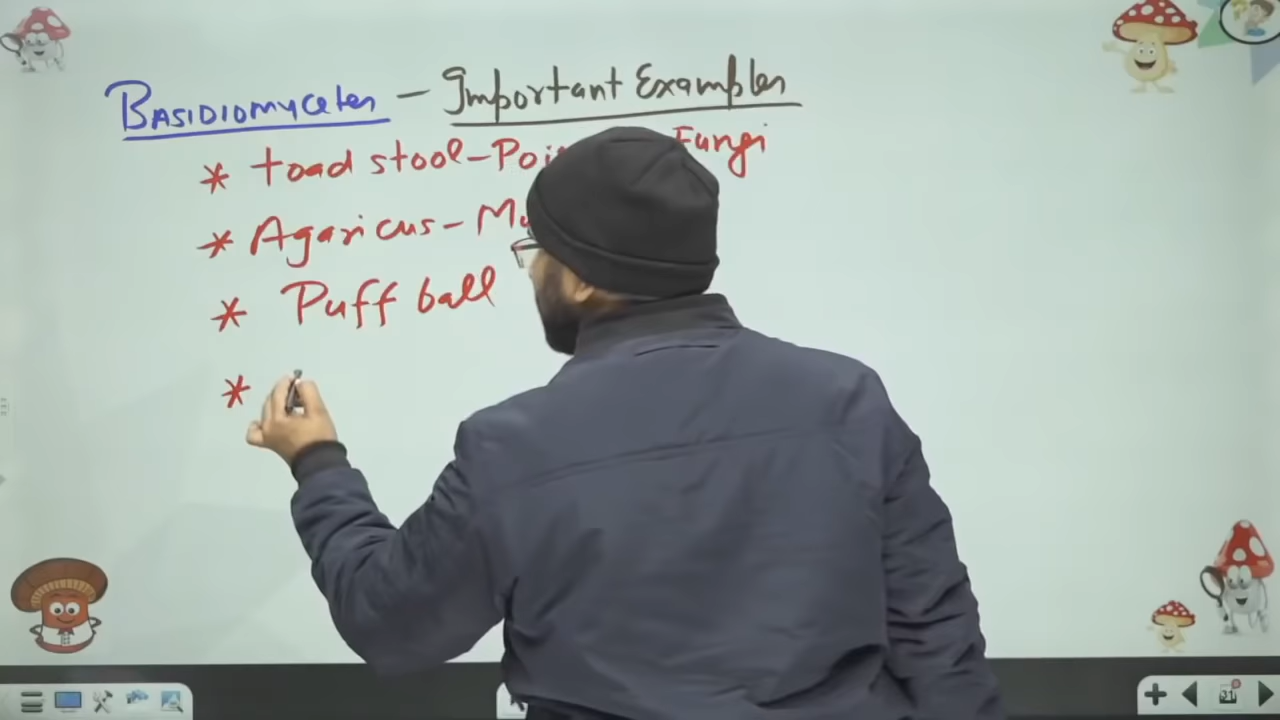 BASIDIOMYCetes - Important Examples
* toad stool - Poi Fungi
* Agaricus -
* Puff ball
*